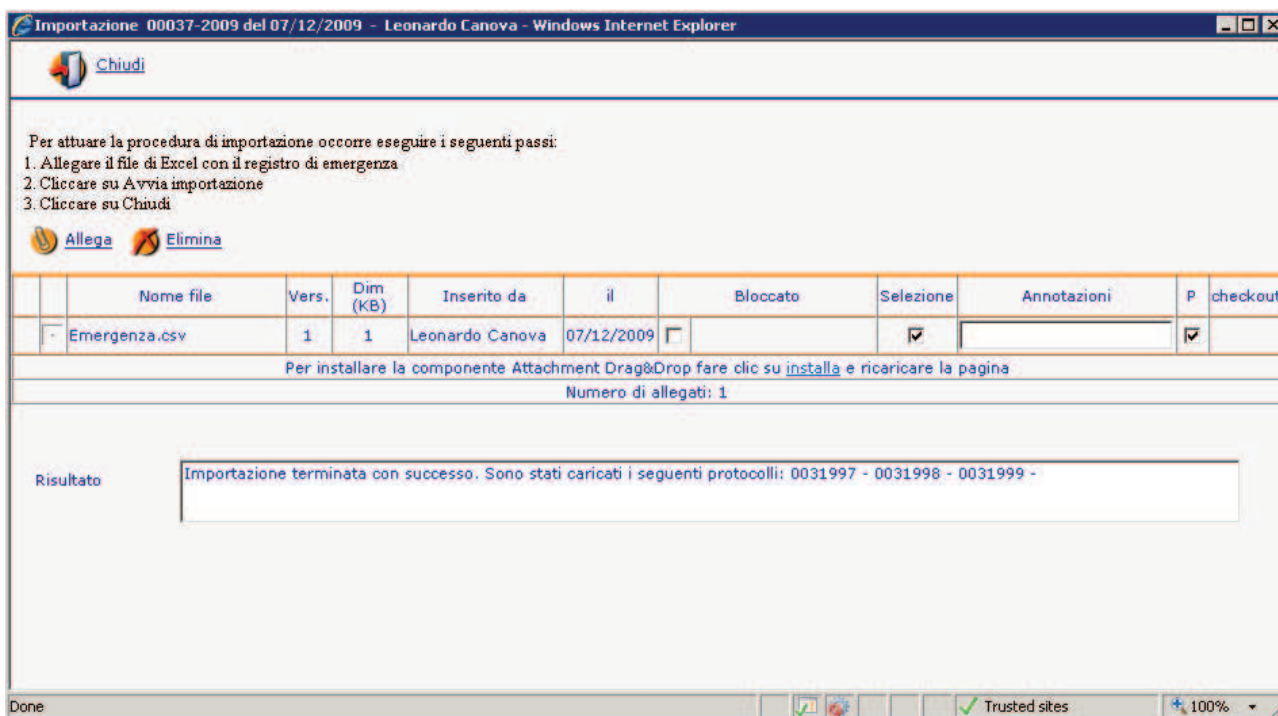 Importazione 00037-2009 del 07/12/2009 - Leonardo Canova - Windows Internet Explorer
Chiudi
Per attuare la procedura di importazione occorre eseguire i seguenti passi:
1. Allegare il file di Excel con il registro di emergenza
2. Cliccare su Avvia importazione
3. Cliccare su Chiudi
Allega Elimina
Nome file Vers. Dim (KB) Inserito da il Bloccato Selezione Annotazioni P checkout
- Emergenza.csv 1 1 Leonardo Canova 07/12/2009
Per installare la componente Attachment Drag&Drop fare clic su installa e ricaricare la pagina
Numero di allegati: 1
Risultato Importazione terminata con successo. Sono stati caricati i seguenti protocolli: 0031997 - 0031998 - 0031999 -
Done Trusted sites 100%